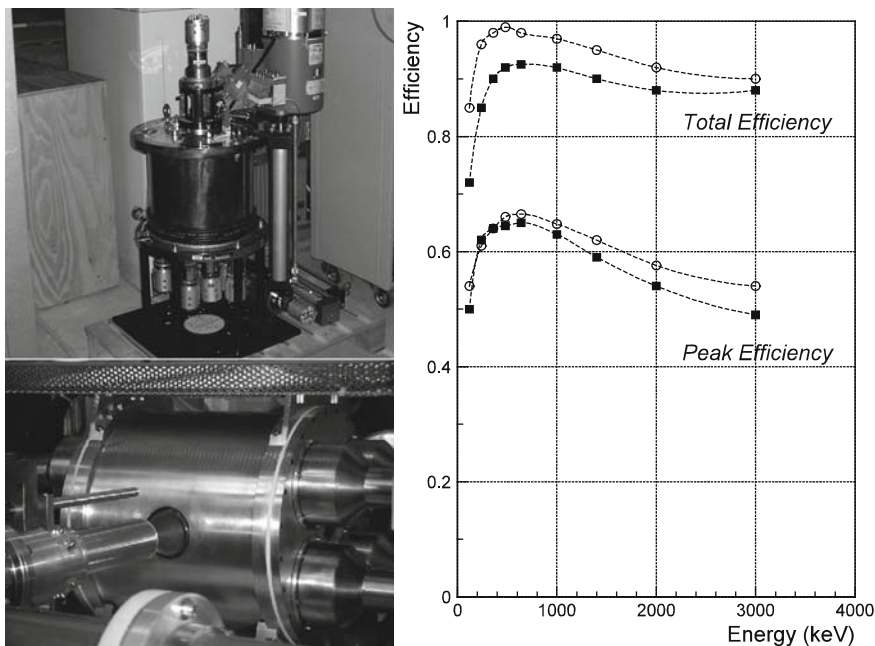 Efficiency
1
0.8
0.6
0.4
0.2
0
Total Efficiency
Peak Efficiency
0 1000 2000 3000 4000
Energy (keV)